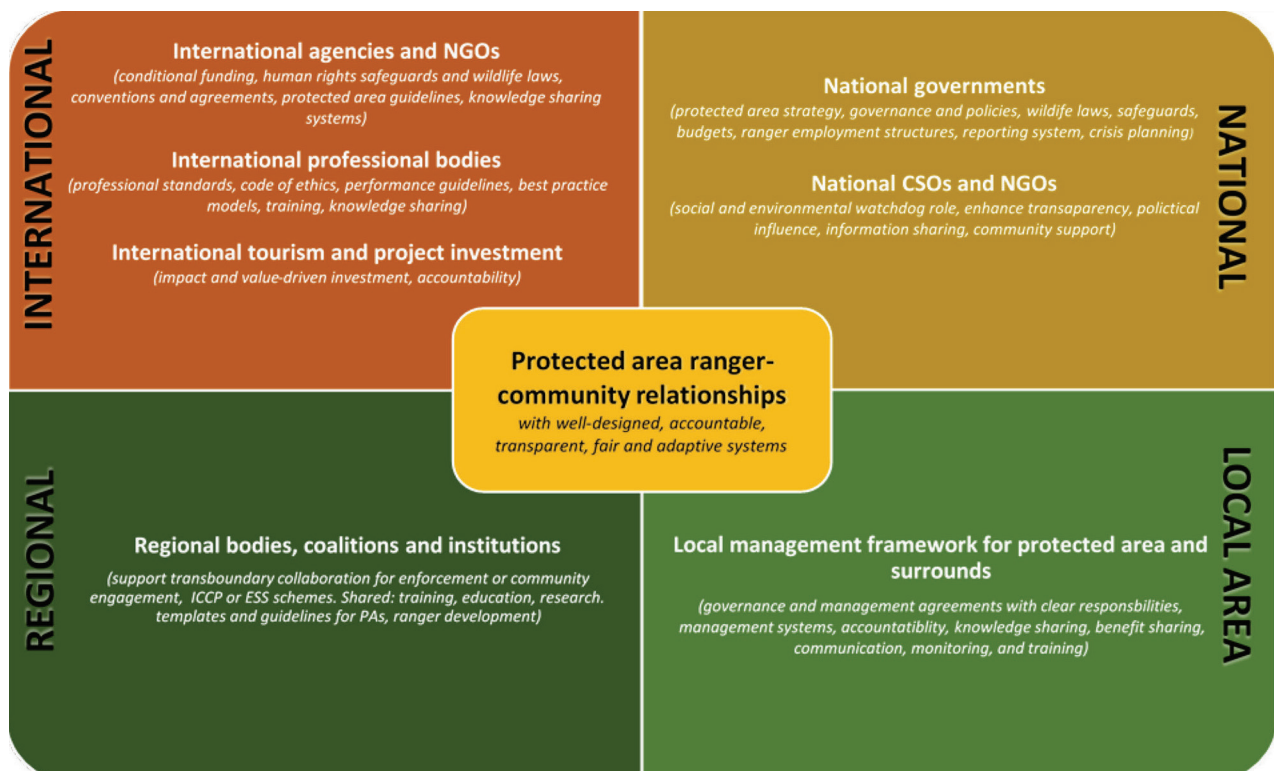 INTERNATIONAL
International agencies and NGOs
(conditional funding, human rights safeguards and wildlife laws,
conventions and agreements, protected area guidelines, knowledge sharing
systems)
International professional bodies
(professional standards, code of ethics, performance guidelines, best practice
models, training, knowledge sharing)
International tourism and project investment
(impact and value-driven investment, accountability)
NATIONAL
National governments
(protected area strategy, governance and policies, wildife laws, safeguards,
budgets, ranger employment structures, reporting system, crisis planning)
National CSOs and NGOs
(social and environmental watchdog role, enhance transaparency, polictical
influence, information sharing, community support)
Protected area ranger-
community relationships
with well-designed, accountable,
transparent, fair and adaptive systems
REGIONAL
Regional bodies, coalitions and institutions
(support transboundary collaboration for enforcement or community
engagement, ICCP or ESS schemes. Shared: training, education, research.
templates and guidelines for PAs, ranger development)
LOCAL AREA
Local management framework for protected area and
surrounds
(governance and management agreements with clear responsbilities,
management systems, accountatiblity, knowledge sharing, benefit sharing,
communication, monitoring, and training)